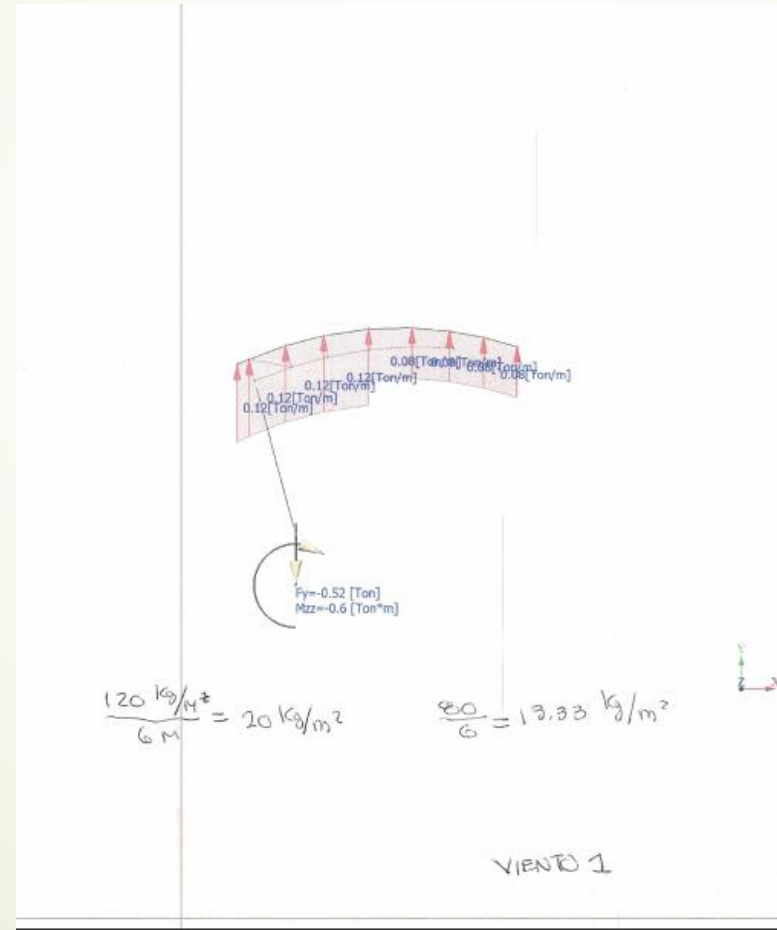 0.08[Ton/m]
0.08[Ton/m]
0.12[Ton/m]
0.12[Ton/m]
0.12[Ton/m]
0.12[Ton/m]
Fy=-0.52 [Ton]
Mzz=-0.6 [Ton*m]
Y
Z X
120 Kg/M
6 M
= 20 Kg/m²
80
6
= 13.33 Kg/m²
VIENTO 1